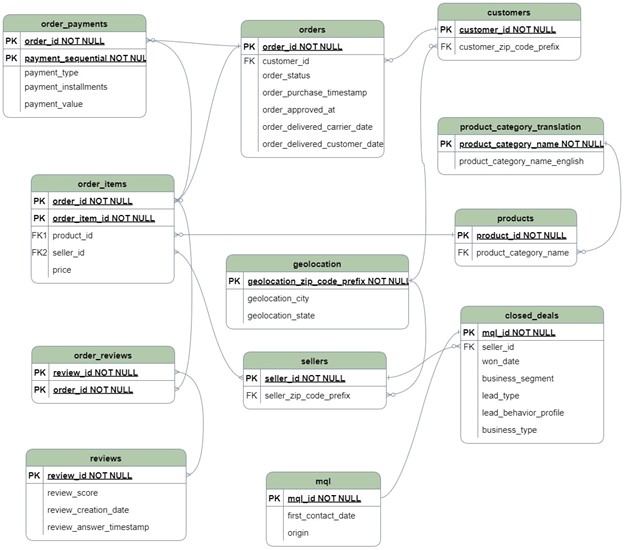 order_payments
PK order_id NOT NULL
PK payment_sequential NOT NULL
payment_type
payment_installments
payment_value
orders
PK order_id NOT NULL
FK customer_id
order_status
order_purchase_timestamp
order_approved_at
order_delivered_carrier_date
order_delivered_customer_date
customers
PK customer_id NOT NULL
FK customer_zip_code_prefix
product_category_translation
PK product_category_name NOT NULL
product_category_name_english
order_items
PK order_id NOT NULL
PK order_item_id NOT NULL
FK1 product_id
FK2 seller_id
price
products
PK product_id NOT NULL
FK product_category_name
geolocation
PK geolocation_zip_code_prefix NOT NULL
geolocation_city
geolocation_state
closed_deals
PK mql_id NOT NULL
FK seller_id
won_date
business_segment
lead_type
lead_behavior_profile
business_type
order_reviews
PK review_id NOT NULL
PK order_id NOT NULL
sellers
PK seller_id NOT NULL
FK seller_zip_code_prefix
reviews
PK review_id NOT NULL
review_score
review_creation_date
review_answer_timestamp
mql
PK mql_id NOT NULL
first_contact_date
origin